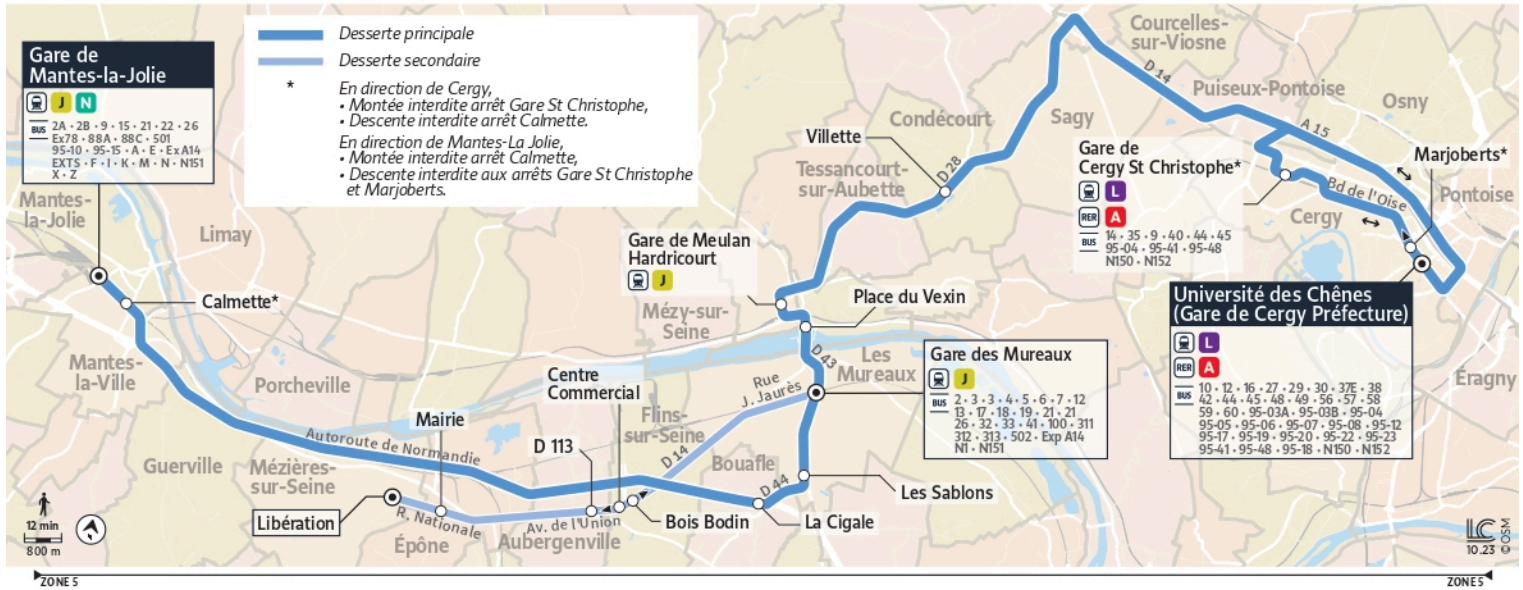 Gare de
Mantes-la-Jolie
J N
BUS 2A • 2B • 9 • 15 • 21 • 22 • 26
Ex78 • 88A • 88C • 501
95-10 • 95-15 • A • E • Ex A14
EXTS • F • I • K • M • N • N151
X • Z
Desserte principale
Desserte secondaire
* En direction de Cergy,
• Montée interdite arrêt Gare St Christophe,
• Descente interdite arrêt Calmette.
En direction de Mantes-La Jolie,
• Montée interdite arrêt Calmette,
• Descente interdite aux arrêts Gare St Christophe
et Marjoberts.
Courcelles-
sur-Viosne
D 14
Puiseux-Pontoise
Osny
A 15
Condécourt
Sagy
Villette
D 28
Tessancourt-
sur-Aubette
Gare de
Cergy St Christophe*
L
RER A
BUS 14 • 35 • 9 • 40 • 44 • 45
95-04 • 95-41 • 95-48
N150 • N152
Marjoberts*
Pontoise
Bd de l'Oise
Cergy
Mantes-
la-Jolie
Limay
Calmette*
Gare de Meulan
Hardricourt
J
Mézy-sur-
Seine
Place du Vexin
D 43
Les
Mureaux
Université des Chênes
(Gare de Cergy Préfecture)
L
RER A
BUS 10 • 12 • 16 • 27 • 29 • 30 • 37E • 38
42 • 44 • 45 • 48 • 49 • 56 • 57 • 58
59 • 60 • 95-03A • 95-03B • 95-04
95-05 • 95-06 • 95-07 • 95-08 • 95-12
95-17 • 95-19 • 95-20 • 95-22 • 95-23
95-41 • 95-48 • 95-18 • N150 • N152
Éragny
Gare des Mureaux
J
BUS 2 • 3 • 3 • 4 • 5 • 6 • 7 • 12
13 • 17 • 18 • 19 • 21 • 21
26 • 32 • 33 • 41 • 100 • 311
312 • 313 • 502 • Exp A14
N1 • N151
Mantes-
la-Ville
Porcheville
Centre
Commercial
Rue
J. Jaurès
Mairie
Flins-
sur-Seine
Autoroute de Normandie
D 113
D 14
Bouafle
Guerville
Mézières-
sur-Seine
D 44
Les Sablons
Libération
R. Nationale
Av. de l'Union
Bois Bodin
La Cigale
Épône
Aubergenville
12 min
800 m
LC
10.23
© OSM
ZONE 5
ZONE 5